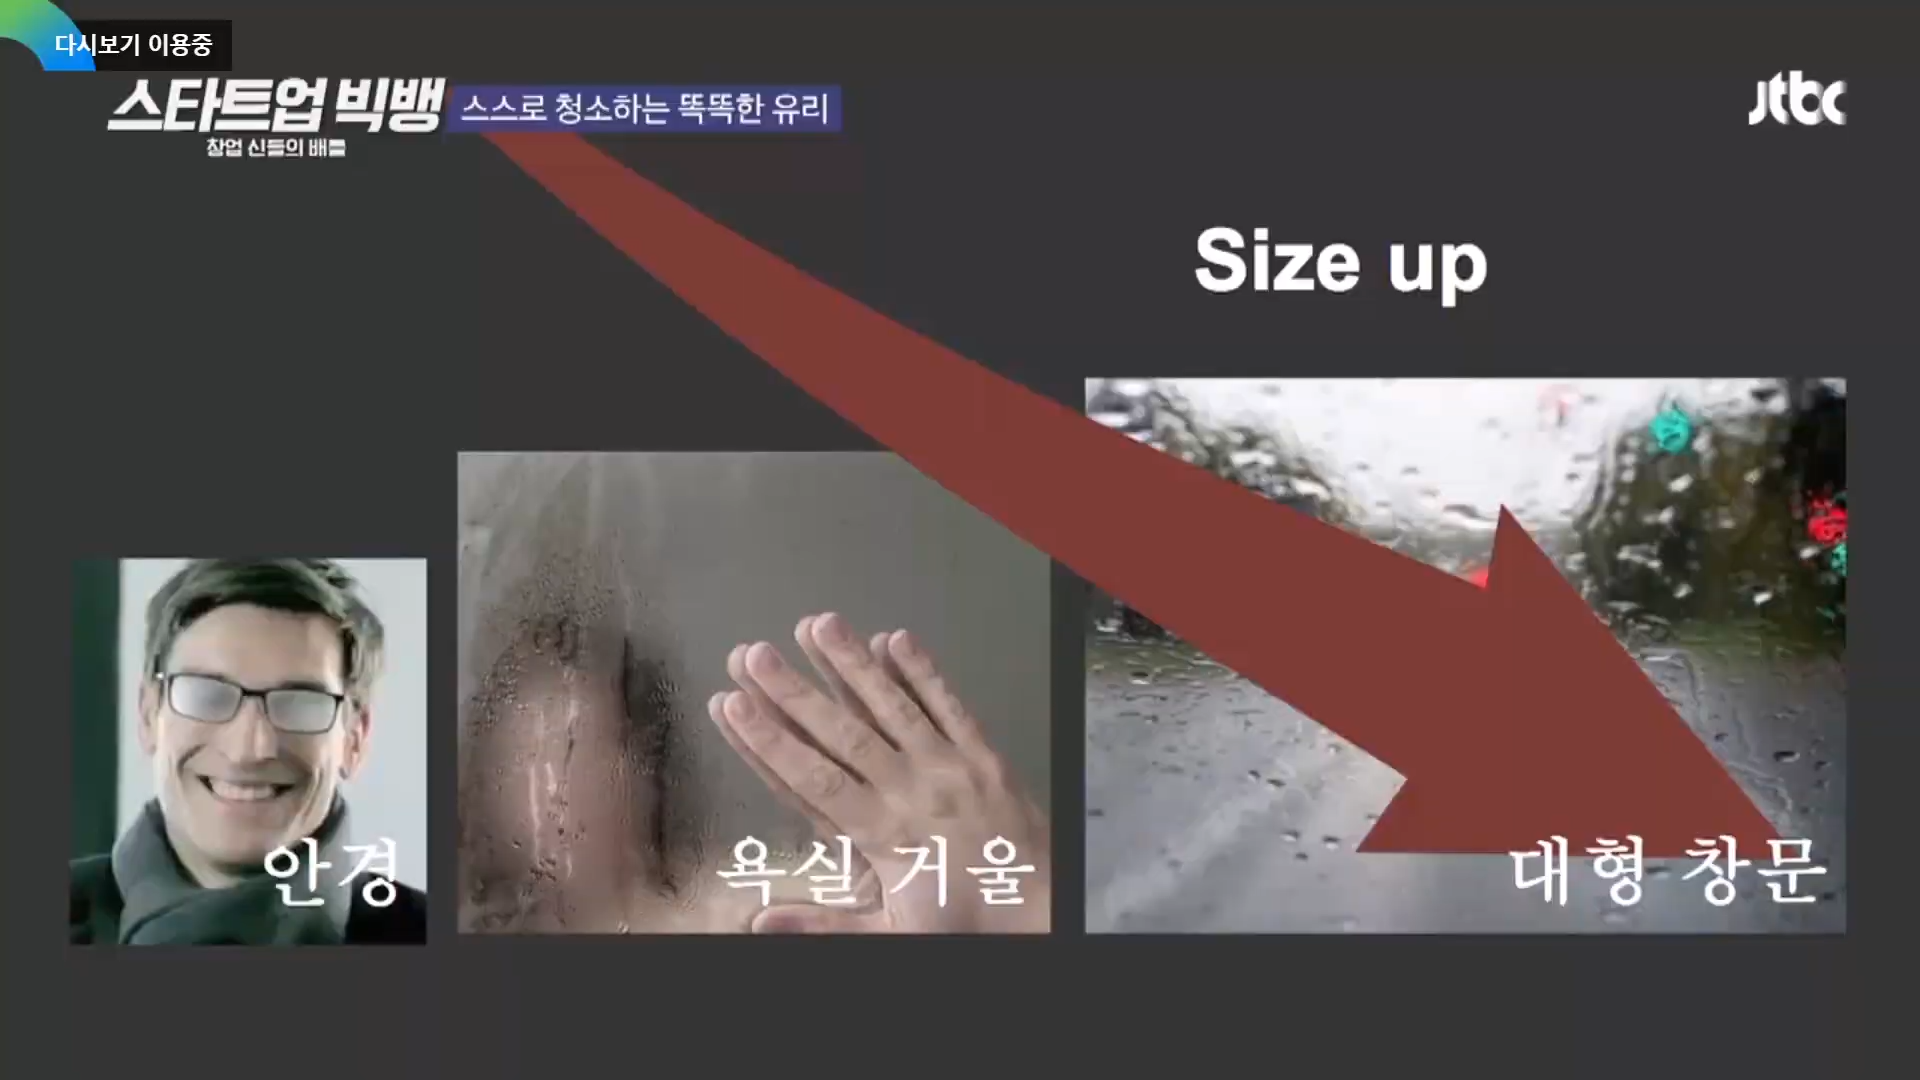 다시보기 이용중
스타트업 빅뱅
창업 신들의 배틀
스스로 청소하는 똑똑한 유리
jtbc
Size up
안경
욕실 거울
대형 창문